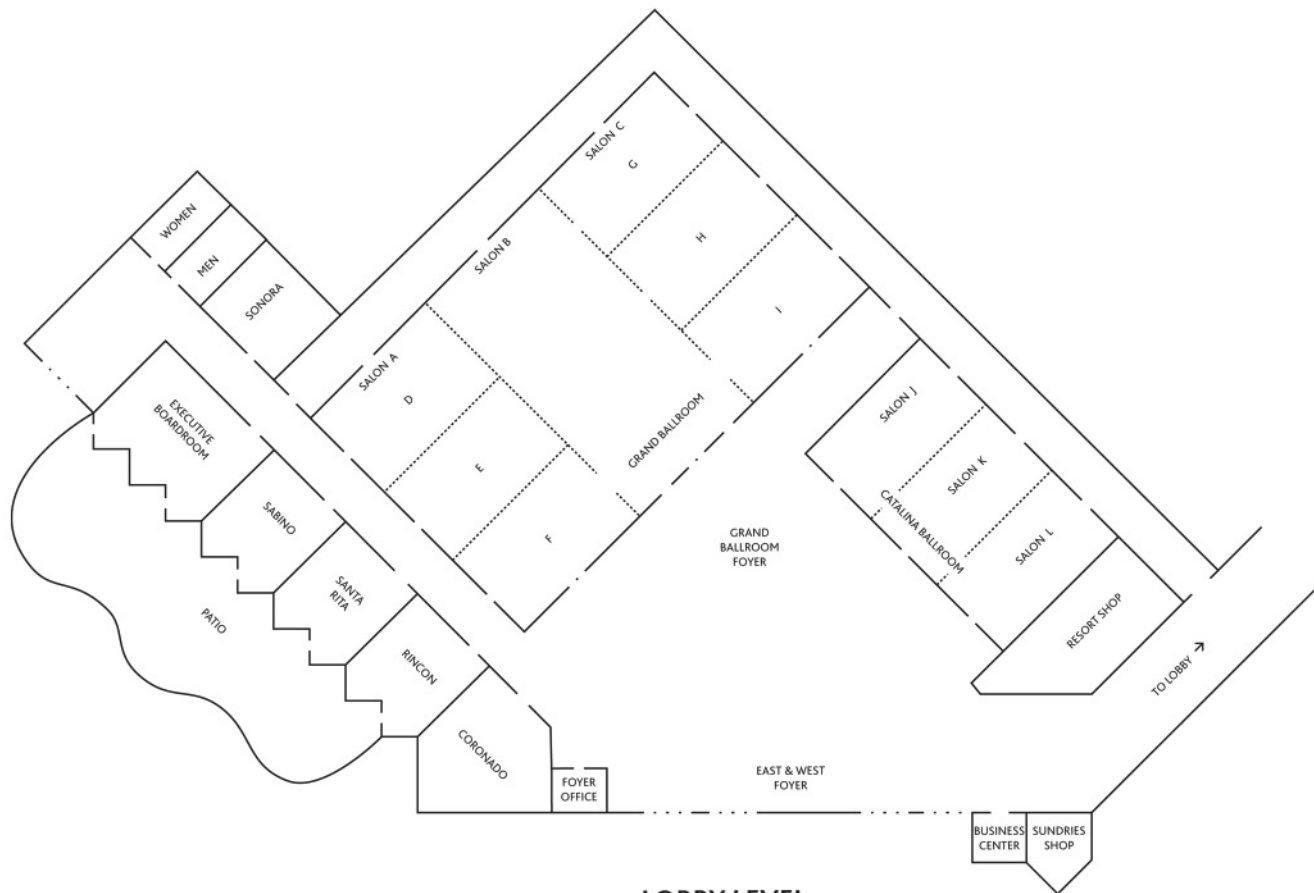 SALON C
G
WOMEN
MEN
SONORA
SALON B
H
I
SALON A
D
E
F
GRAND BALLROOM
EXECUTIVE
BOARDROOM
SABINO
SANTA
RITA
RINCON
CORONADO
PATIO
SALON J
SALON K
SALON L
CATALINA BALLROOM
GRAND
BALLROOM
FOYER
RESORT SHOP
TO LOBBY
FOYER
OFFICE
EAST & WEST
FOYER
BUSINESS
CENTER
SUNDRIES
SHOP
LOBBY LEVEL